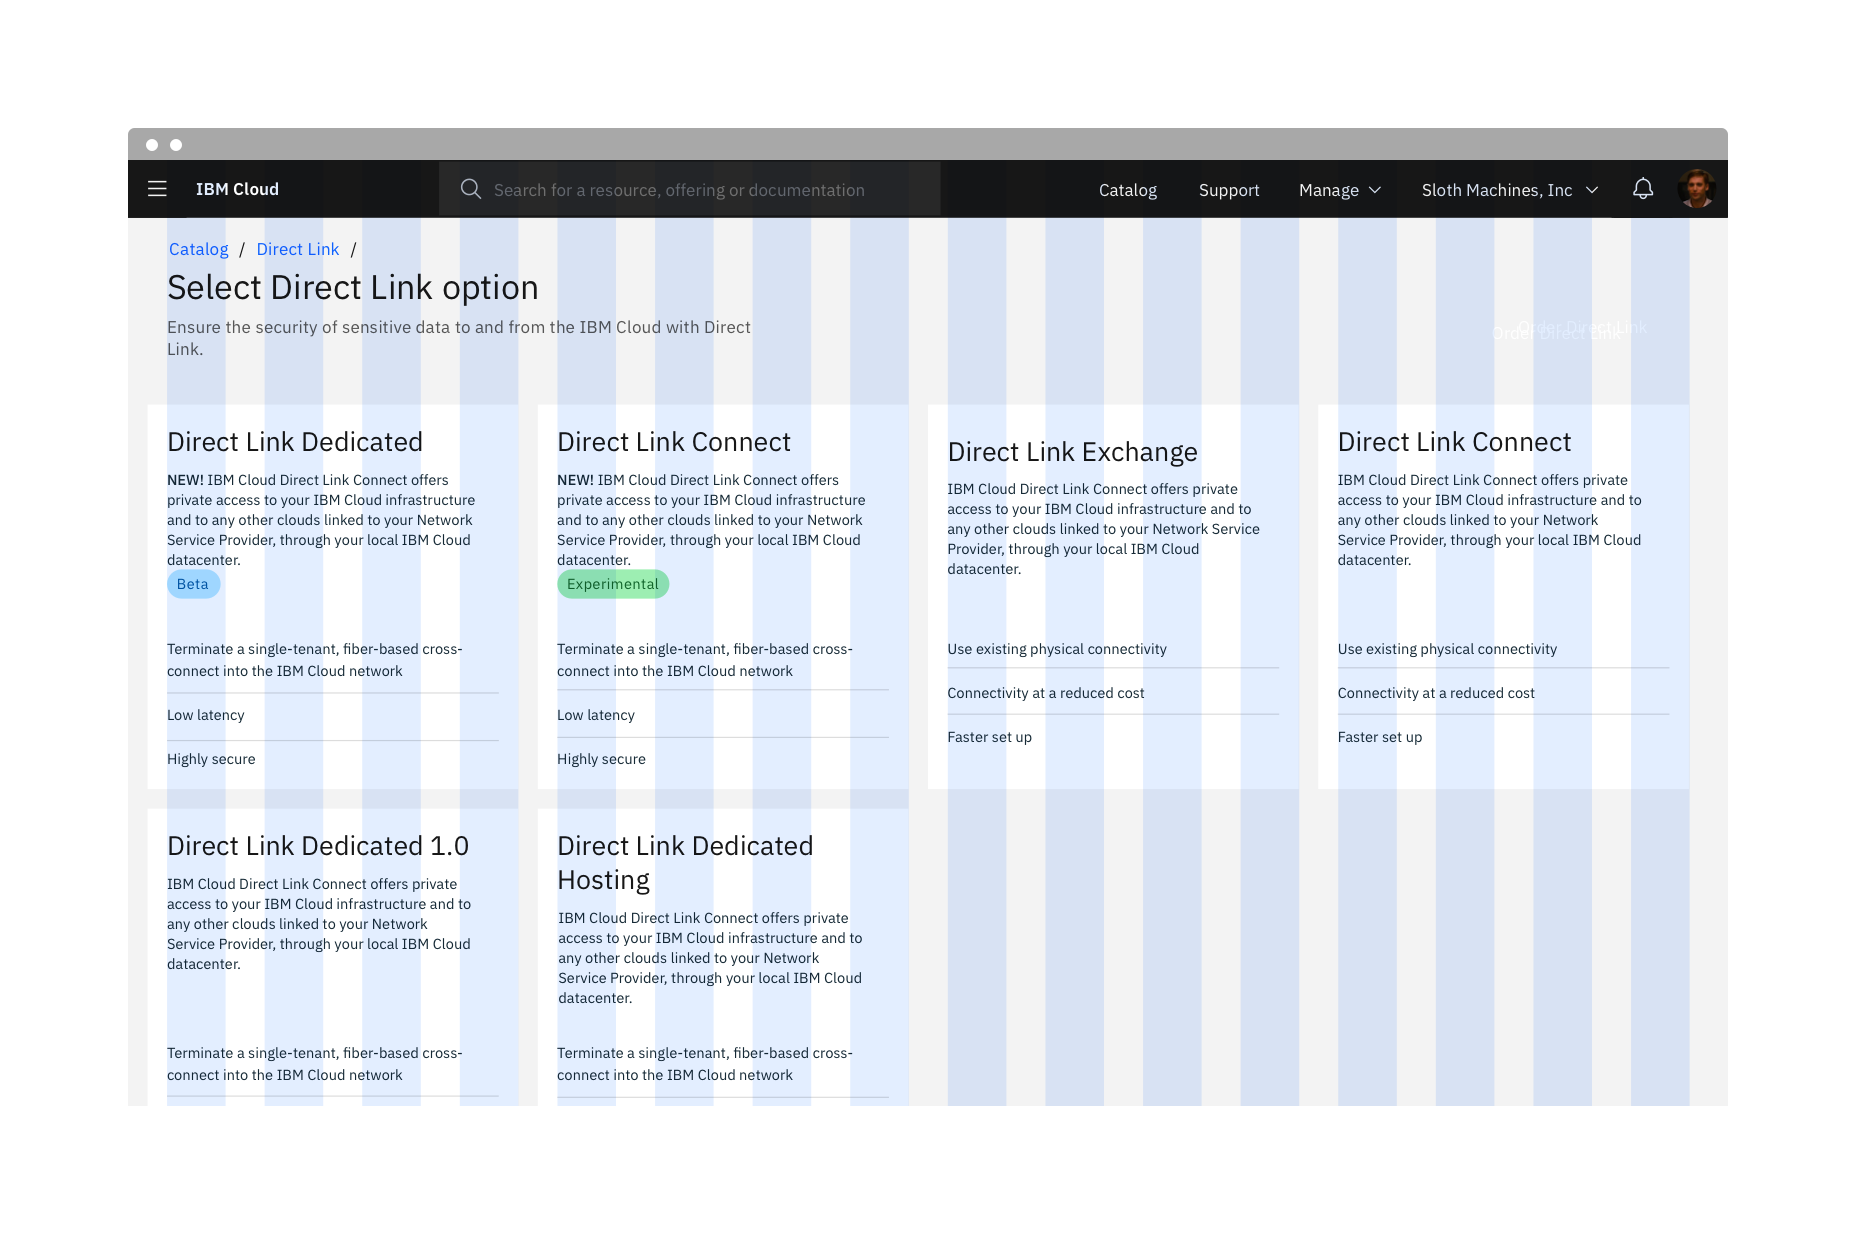 IBM Cloud
Search for a resource, offering or documentation
Catalog
Support
Manage
Sloth Machines, Inc
Catalog / Direct Link /
Select Direct Link option
Ensure the security of sensitive data to and from the IBM Cloud with Direct
Link.
Order Direct Link
Order Direct Link
Direct Link Dedicated
NEW! IBM Cloud Direct Link Connect offers
private access to your IBM Cloud infrastructure
and to any other clouds linked to your Network
Service Provider, through your local IBM Cloud
datacenter.
Beta
Terminate a single-tenant, fiber-based cross-
connect into the IBM Cloud network
Low latency
Highly secure
Direct Link Connect
NEW! IBM Cloud Direct Link Connect offers
private access to your IBM Cloud infrastructure
and to any other clouds linked to your Network
Service Provider, through your local IBM Cloud
datacenter.
Experimental
Terminate a single-tenant, fiber-based cross-
connect into the IBM Cloud network
Low latency
Highly secure
Direct Link Exchange
IBM Cloud Direct Link Connect offers private
access to your IBM Cloud infrastructure and to
any other clouds linked to your Network Service
Provider, through your local IBM Cloud
datacenter.
Use existing physical connectivity
Connectivity at a reduced cost
Faster set up
Direct Link Connect
IBM Cloud Direct Link Connect offers private
access to your IBM Cloud infrastructure and to
any other clouds linked to your Network
Service Provider, through your local IBM Cloud
datacenter.
Use existing physical connectivity
Connectivity at a reduced cost
Faster set up
Direct Link Dedicated 1.0
IBM Cloud Direct Link Connect offers private
access to your IBM Cloud infrastructure and to
any other clouds linked to your Network
Service Provider, through your local IBM Cloud
datacenter.
Terminate a single-tenant, fiber-based cross-
connect into the IBM Cloud network
Direct Link Dedicated
Hosting
IBM Cloud Direct Link Connect offers private
access to your IBM Cloud infrastructure and to
any other clouds linked to your Network
Service Provider, through your local IBM Cloud
datacenter.
Terminate a single-tenant, fiber-based cross-
connect into the IBM Cloud network